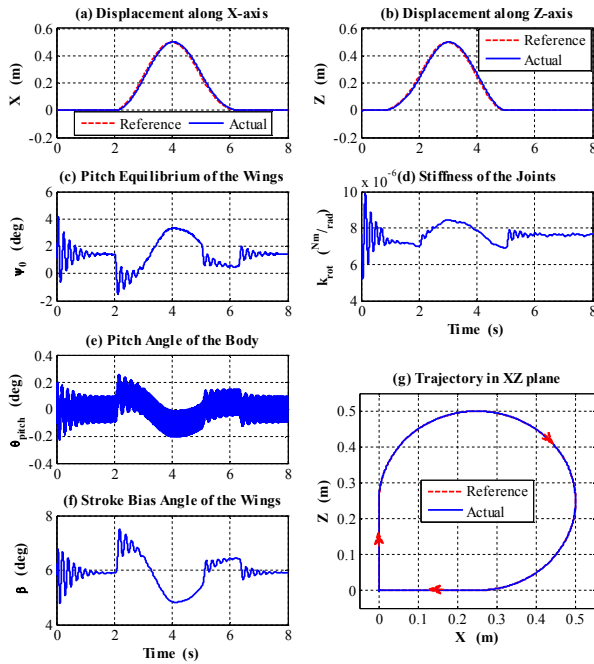 (a) Displacement along X-axis
0.6
0.4
0.2
0
-0.2
X (m)
0 2 4 6 8
Reference Actual
(b) Displacement along Z-axis
0.6
0.4
0.2
0
-0.2
Z (m)
0 2 4 6 8
Reference
Actual
(c) Pitch Equilibrium of the Wings
6
4
2
0
-2
Ψ0 (deg)
0 2 4 6 8
(d) Stiffness of the Joints
x 10-6
10
8
6
4
krot (Nm/rad)
0 2 4 6 8
Time (s)
(e) Pitch Angle of the Body
0.4
0.2
0
-0.2
-0.4
θpitch (deg)
0 2 4 6 8
(f) Stroke Bias Angle of the Wings
8
6
4
β (deg)
0 2 4 6 8
Time (s)
(g) Trajectory in XZ plane
0.5
0.4
0.3
0.2
0.1
0
Z (m)
Reference
Actual
0 0.1 0.2 0.3 0.4 0.5
X (m)